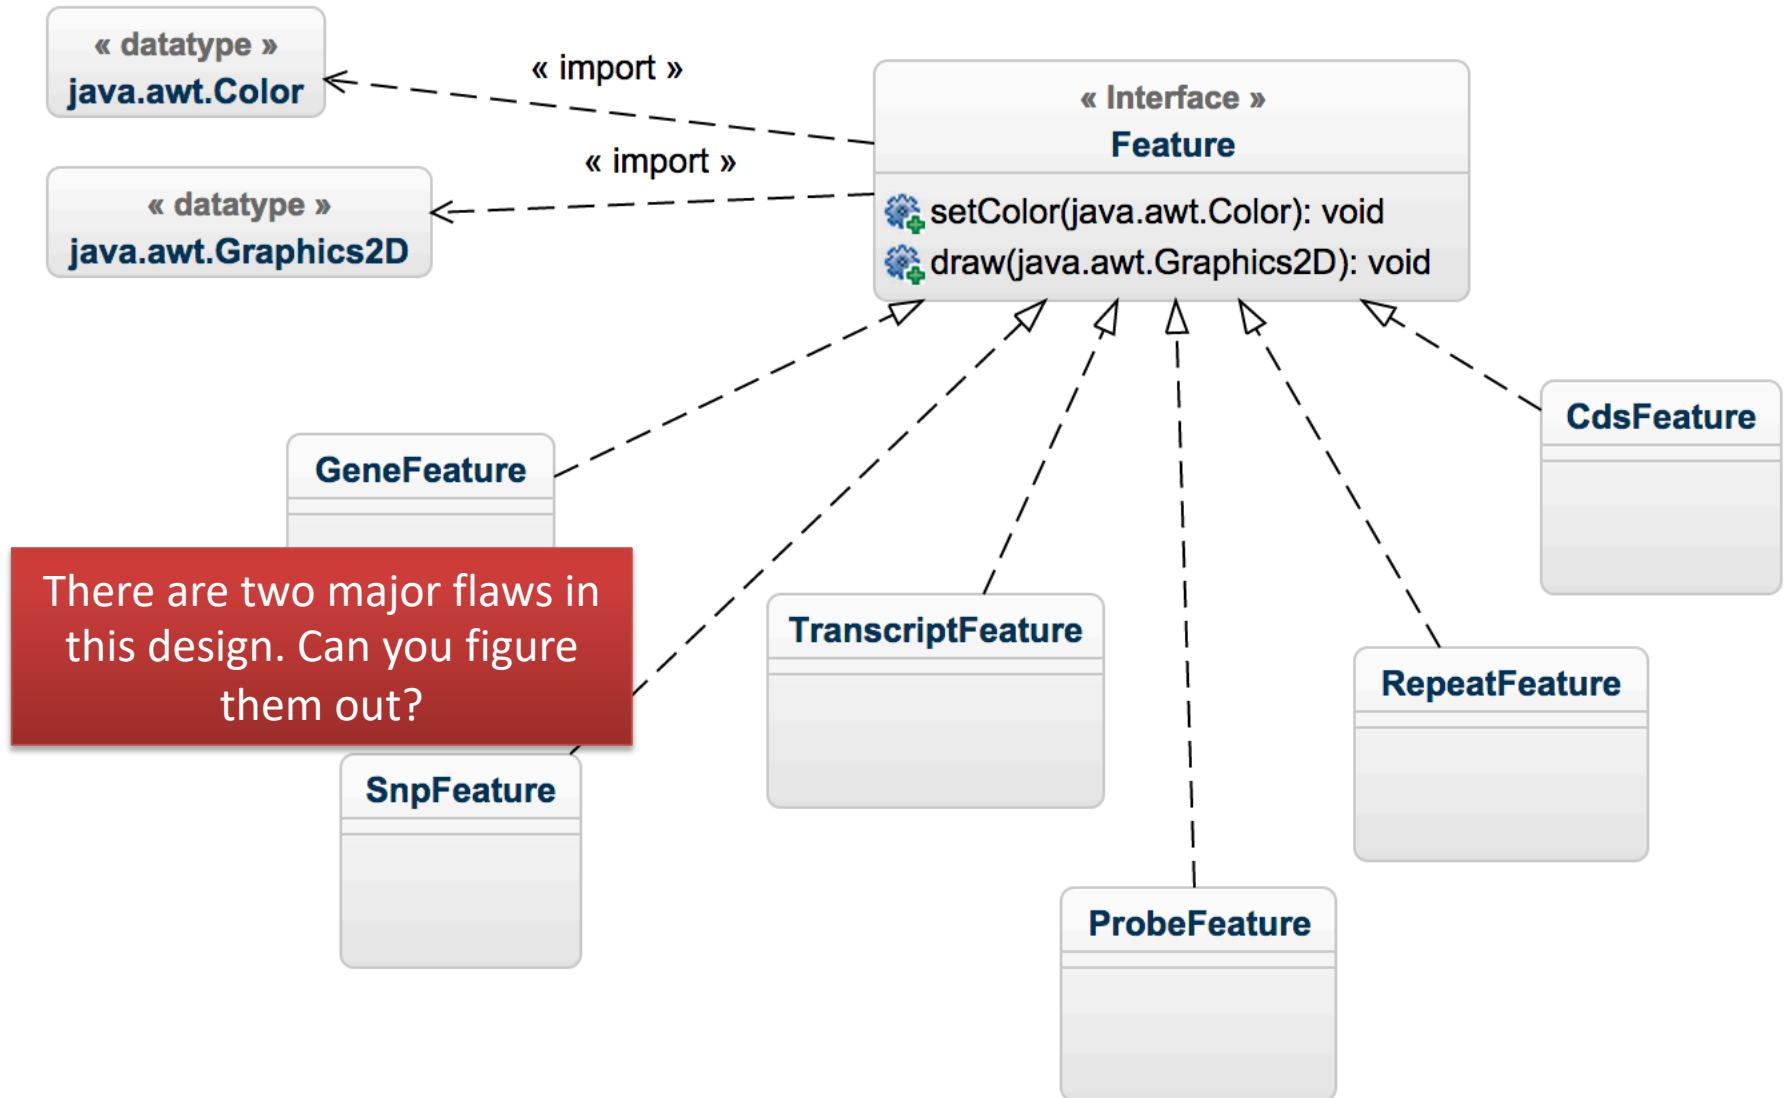 « datatype »
java.awt.Color
« import »
« Interface »
Feature
« import »
« datatype »
java.awt.Graphics2D
setColor(java.awt.Color): void
draw(java.awt.Graphics2D): void
CdsFeature
GeneFeature
There are two major flaws in
this design. Can you figure
them out?
TranscriptFeature
RepeatFeature
SnpFeature
ProbeFeature